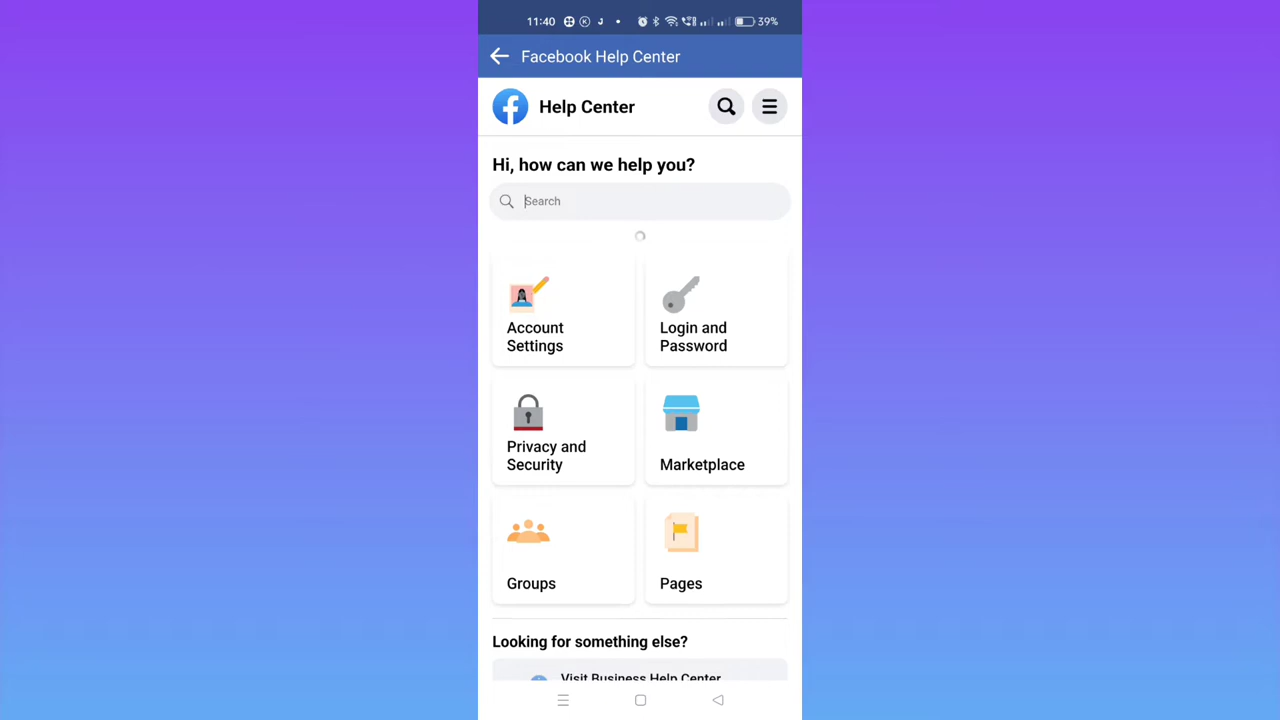 11:40
39%
Facebook Help Center
Help Center
Hi, how can we help you?
Search
Account
Settings
Login and
Password
Privacy and
Security
Marketplace
Groups
Pages
Looking for something else?
Visit Business Help Center